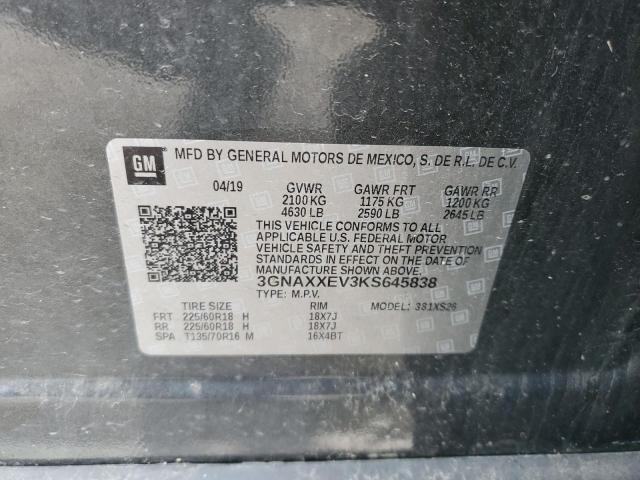 GM MFD BY GENERAL MOTORS DE MEXICO, S. DE R.L. DE C.V.
04/19 GVWR GAWR FRT GAWR RR
2100 KG 1175 KG 1200 KG
4630 LB 2590 LB 2645 LB
THIS VEHICLE CONFORMS TO ALL
APPLICABLE U.S. FEDERAL MOTOR
VEHICLE SAFETY AND THEFT PREVENTION
STANDARDS IN EFFECT ON THE DATE OF
MANUFACTURE SHOWN ABOVE.
3GNAXXEV3KS645838
TYPE: M.P.V.
TIRE SIZE RIM MODEL: 381XS26
FRT 225/60R18 H 18X7J
RR 225/60R18 H 18X7J
SPA T135/70R16 M 16X4BT